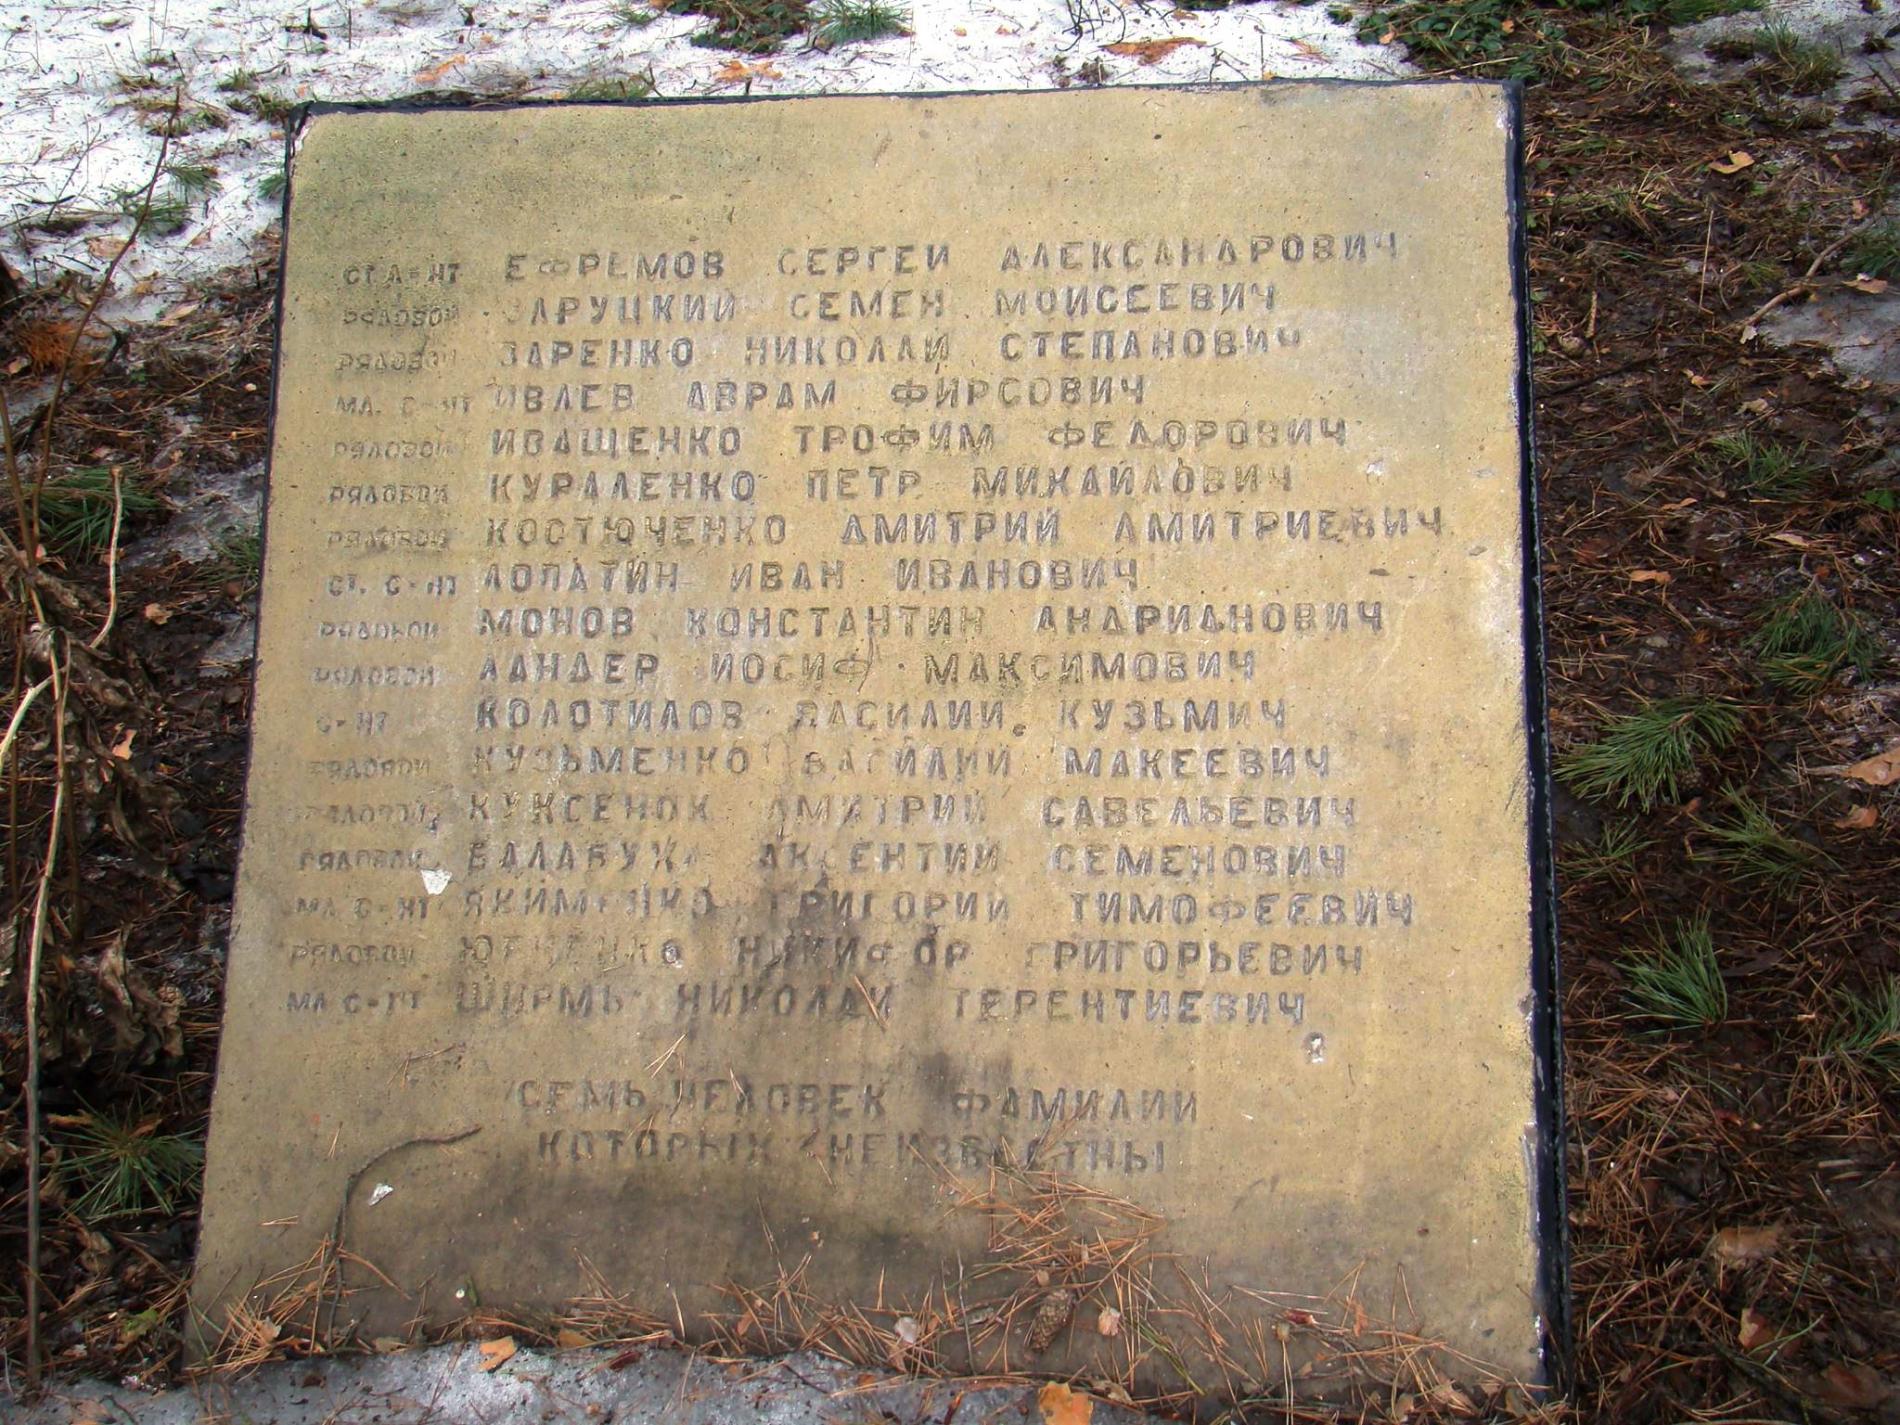 СТ Л-НТ ЕФРЕМОВ СЕРГЕЙ АЛЕКСАНДРОВИЧ
РЯДОВОЙ ЗАРУЦКИЙ СЕМЕН МОИСЕЕВИЧ
РЯДОВОЙ ЗАРЕНКО НИКОЛАЙ СТЕПАНОВИЧ
МЛ. С-НТ ИВЛЕВ АВРАМ ФИРСОВИЧ
РЯДОВОЙ ИВАЩЕНКО ТРОФИМ ФЕДОРОВИЧ
РЯДОВОЙ КУРАЛЕНКО ПЕТР МИХАЙЛОВИЧ
РЯДОВОЙ КОСТЮЧЕНКО ДМИТРИЙ ДМИТРИЕВИЧ
СТ. С-НТ ЛОПАТИН ИВАН ИВАНОВИЧ
РЯДОВОЙ МОНОВ КОНСТАНТИН АНДРИАНОВИЧ
РЯДОВОЙ ЛАНДЕР ИОСИФ МАКСИМОВИЧ
С-НТ КОЛОТИЛОВ ВАСИЛИЙ КУЗЬМИЧ
РЯДОВОЙ КУЗЬМЕНКО ВАСИЛИЙ МАКЕЕВИЧ
РЯДОВОЙ КУКСЕНОК ДМИТРИЙ САВЕЛЬЕВИЧ
РЯДОВОЙ БАЛАБУХА АКСЕНТИЙ СЕМЕНОВИЧ
МЛ С-НТ ЯКИМЕНКО ГРИГОРИЙ ТИМОФЕЕВИЧ
РЯДОВОЙ НИКИФОР ГРИГОРЬЕВИЧ
МЛ С-НТ НИКОЛАЙ ТЕРЕНТИЕВИЧ
СЕМЬ ЧЕЛОВЕК ФАМИЛИИ
КОТОРЫХ НЕИЗВЕСТНЫ